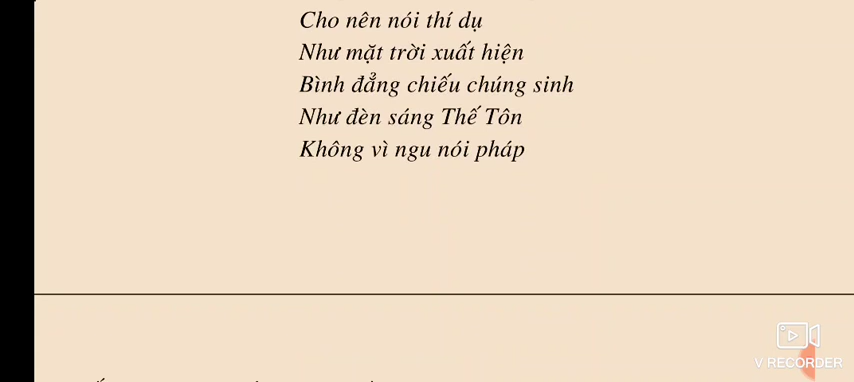 Cho nên nói thí dụ
Như mặt trời xuất hiện
Bình đẳng chiếu chúng sinh
Như đèn sáng Thế Tôn
Không vì ngu nói pháp
V RECORDER